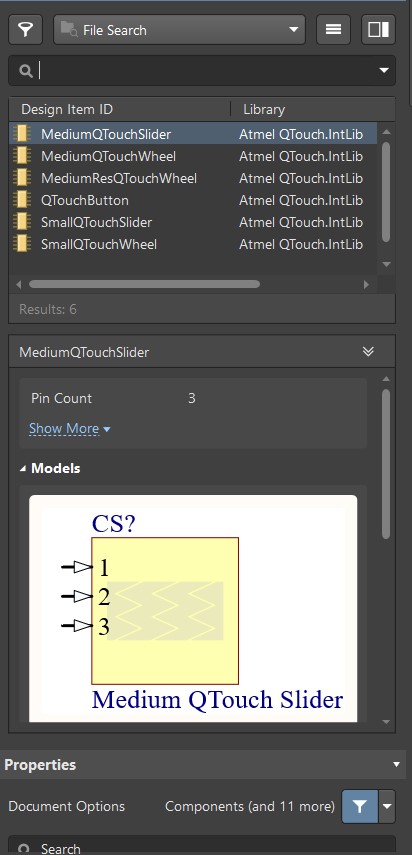 File Search
Design Item ID Library
MediumQTouchSlider Atmel QTouch.IntLib
MediumQTouchWheel Atmel QTouch.IntLib
MediumResQTouchWheel Atmel QTouch.IntLib
QTouchButton Atmel QTouch.IntLib
SmallQTouchSlider Atmel QTouch.IntLib
SmallQTouchWheel Atmel QTouch.IntLib
Results: 6
MediumQTouchSlider
Pin Count 3
Show More
Models
CS?
1
2
3
Medium QTouch Slider
Properties
Document Options Components (and 11 more)
Search